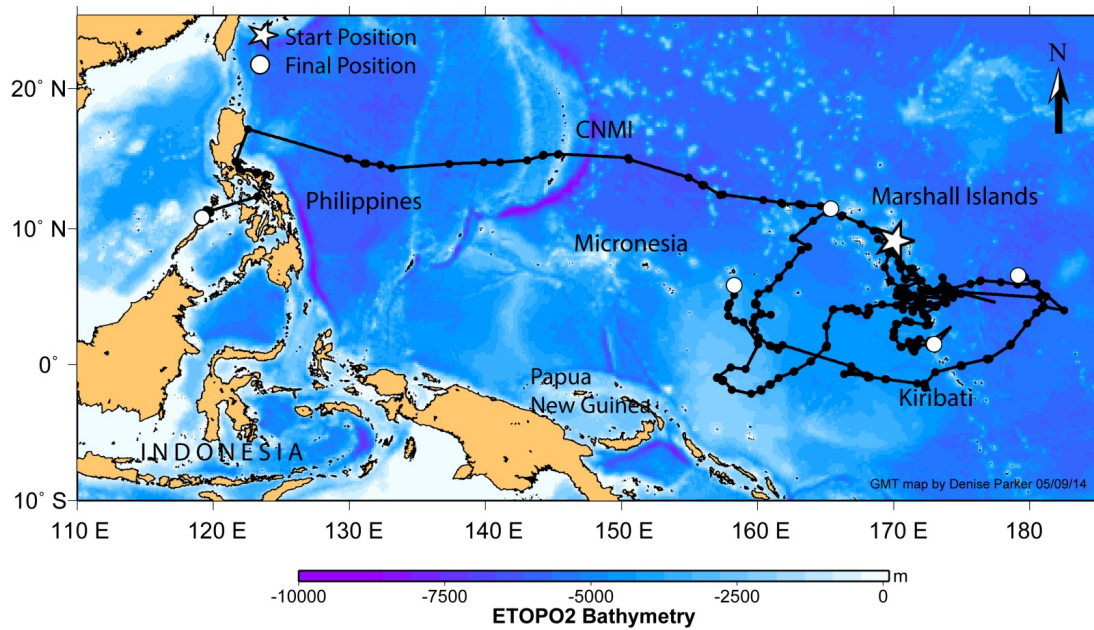 Start Position
Final Position
N
20° N
CNMI
Marshall Islands
Philippines
10° N
Micronesia
0°
Papua
New Guinea
Kiribati
INDONESIA
GMT map by Denise Parker 05/09/14
10° S
110 E
120 E
130 E
140 E
150 E
160 E
170 E
180
m
-10000
-7500
-5000
-2500
0
ETOPO2 Bathymetry